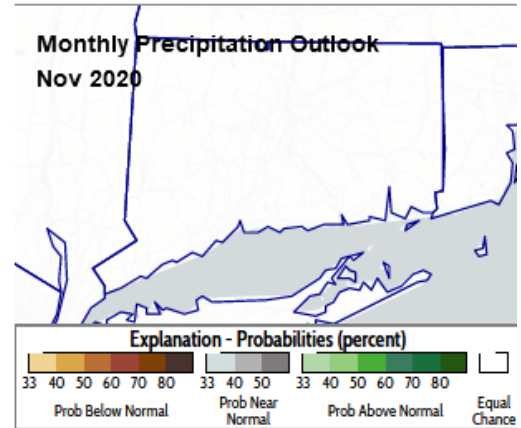 Monthly Precipitation Outlook
Nov 2020
Explanation - Probabilities (percent)
33 40 50 60 70 80 33 40 50 33 40 50 60 70 80
Prob Below Normal Prob Near Normal Prob Above Normal Equal Chance